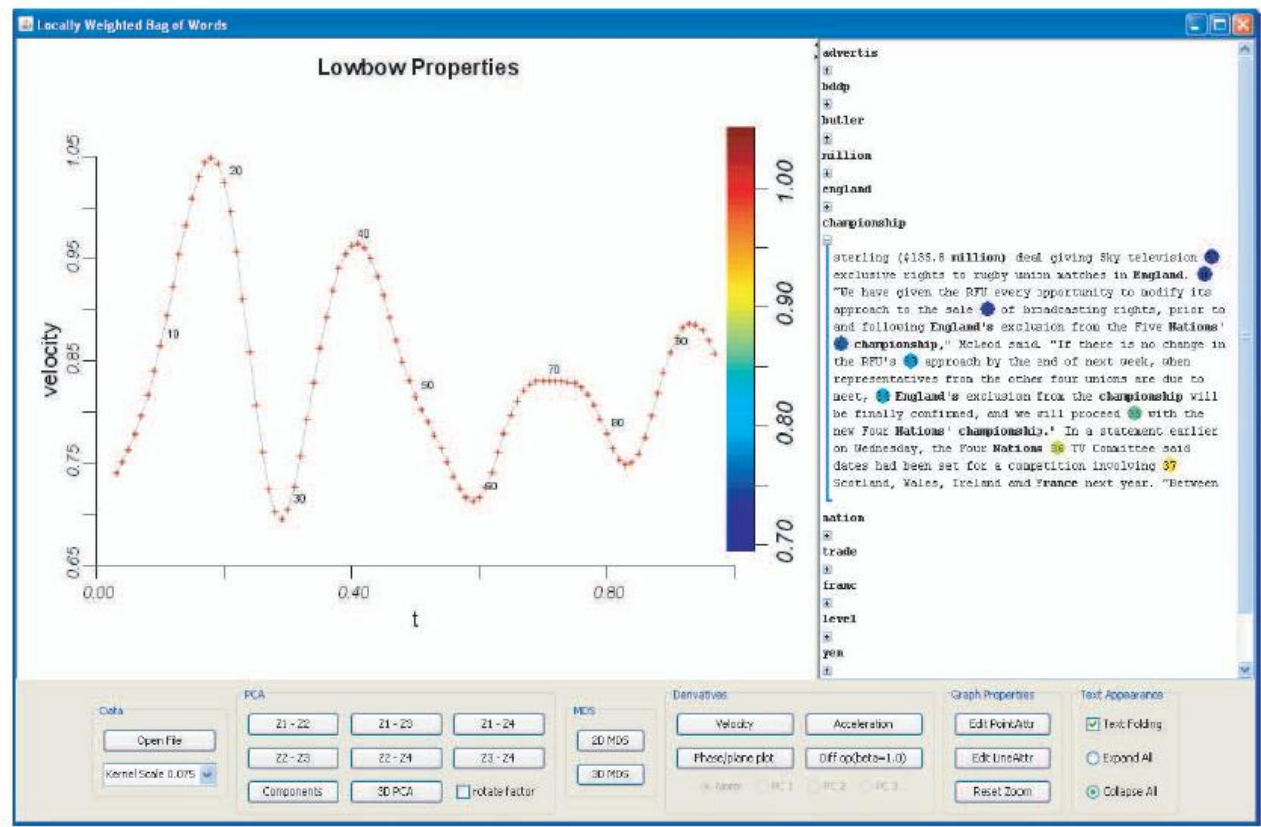 Locally Weighted Bag of Words
Lowbow Properties
velocity
1.05
0.95
0.85
0.75
0.65
10
20
30
40
50
60
70
80
90
0.00
0.40
0.80
t
1.00
0.90
0.80
0.70
advertis
bddp
butler
million
england
championship
sterling ($135.8 million) deal giving Sky television
exclusive rights to rugby union matches in England.
"We have given the RFU every opportunity to modify its
approach to the sale of broadcasting rights, prior to
and following England's exclusion from the Five Nations'
championship," McLeod said. "If there is no change in
the RFU's approach by the end of next week, when
representatives from the other four unions are due to
meet, England's exclusion from the championship will
be finally confirmed, and we will proceed 35 with the
new Four Nations' championship." In a statement earlier
on Wednesday, the Four Nations 36 TV Committee said
dates had been set for a competition involving 37
Scotland, Wales, Ireland and France next year. "Between
nation
trade
franc
level
yen
Data
Open File
Kernel Scale 0.075
PCA
Z1 - Z2
Z1 - Z3
Z1 - Z4
Z2 - Z3
Z2 - Z4
Z3 - Z4
Components
3D PCA
rotate factor
MDS
2D MDS
3D MDS
Derivatives
Velocity
Acceleration
Phase/plane plot
Diff op(beta=1.0)
Norm
PC 1
PC 2
PC 3
Graph Properties
Edit PointAttr
Edit LineAttr
Reset Zoom
Text Appearance
Text Folding
Expand All
Collapse All